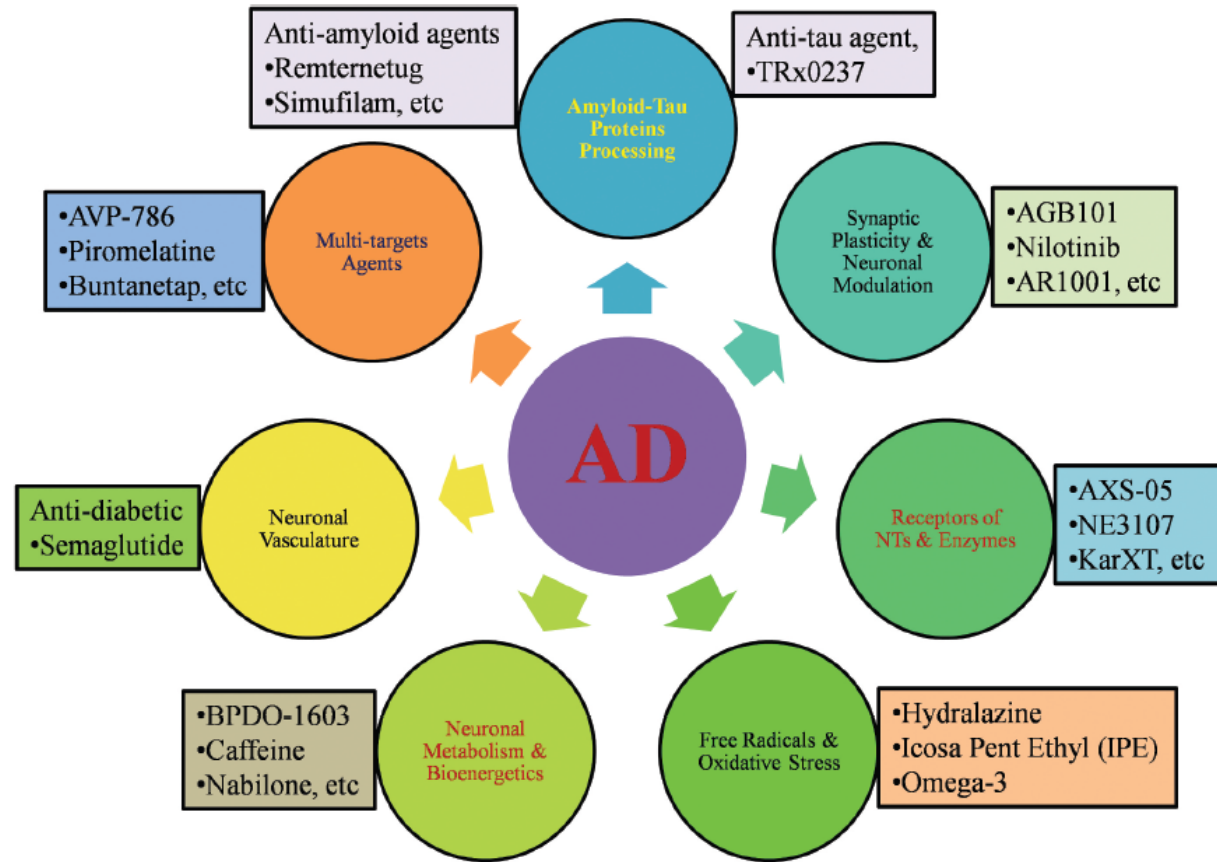 Anti-amyloid agents
•Remternetug
•Simufilam, etc
Amyloid-Tau
Proteins
Processing
Anti-tau agent,
•TRx0237
•AVP-786
•Piromelatine
•Buntanetap, etc
Multi-targets
Agents
Synaptic
Plasticity &
Neuronal
Modulation
•AGB101
•Nilotinib
•AR1001, etc
AD
Anti-diabetic
•Semaglutide
Neuronal
Vasculature
Receptors of
NTs & Enzymes
•AXS-05
•NE3107
•KarXT, etc
•BPDO-1603
•Caffeine
•Nabilone, etc
Neuronal
Metabolism &
Bioenergetics
Free Radicals &
Oxidative Stress
•Hydralazine
•Icosa Pent Ethyl (IPE)
•Omega-3